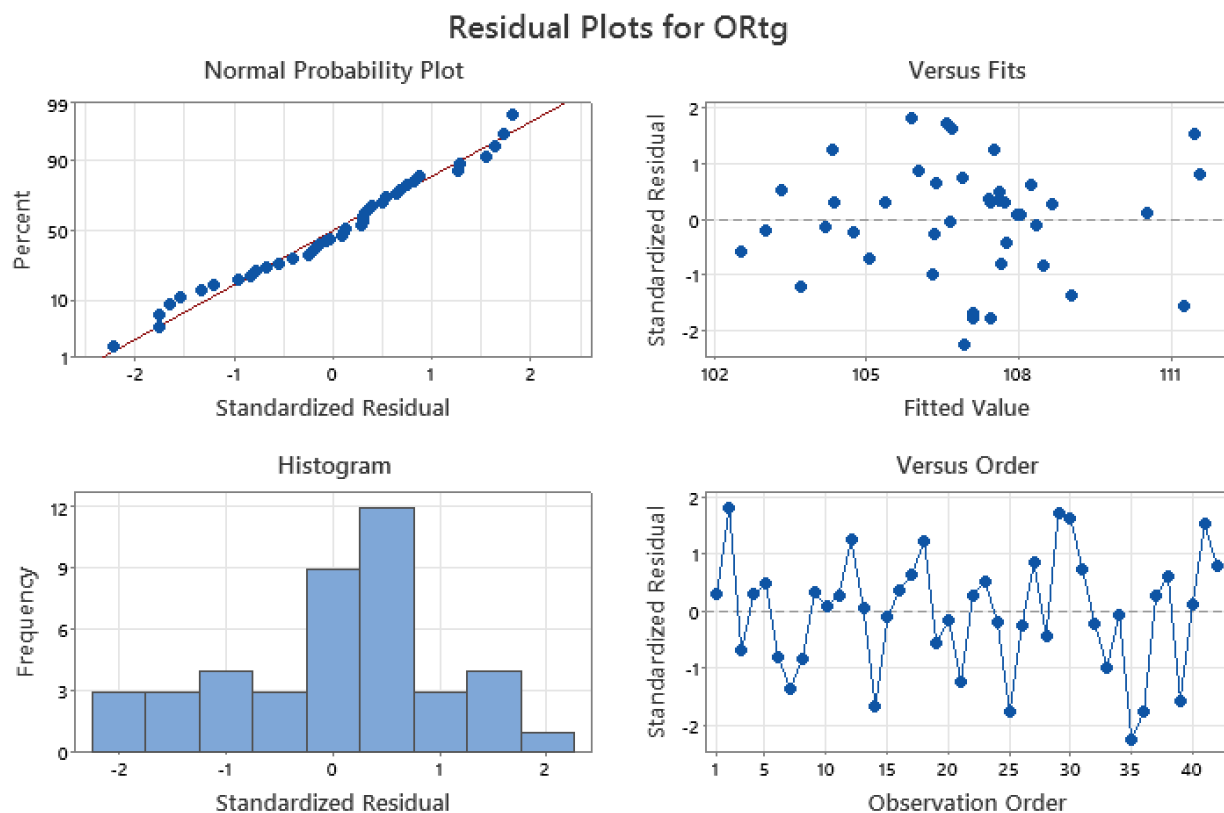 Residual Plots for ORtg
Normal Probability Plot
99
90
50
10
1
Percent
-2 -1 0 1 2
Standardized Residual
Versus Fits
2
1
0
-1
-2
Standardized Residual
102 105 108 111
Fitted Value
Histogram
12
9
6
3
0
Frequency
-2 -1 0 1 2
Standardized Residual
Versus Order
2
1
0
-1
-2
Standardized Residual
1 5 10 15 20 25 30 35 40
Observation Order